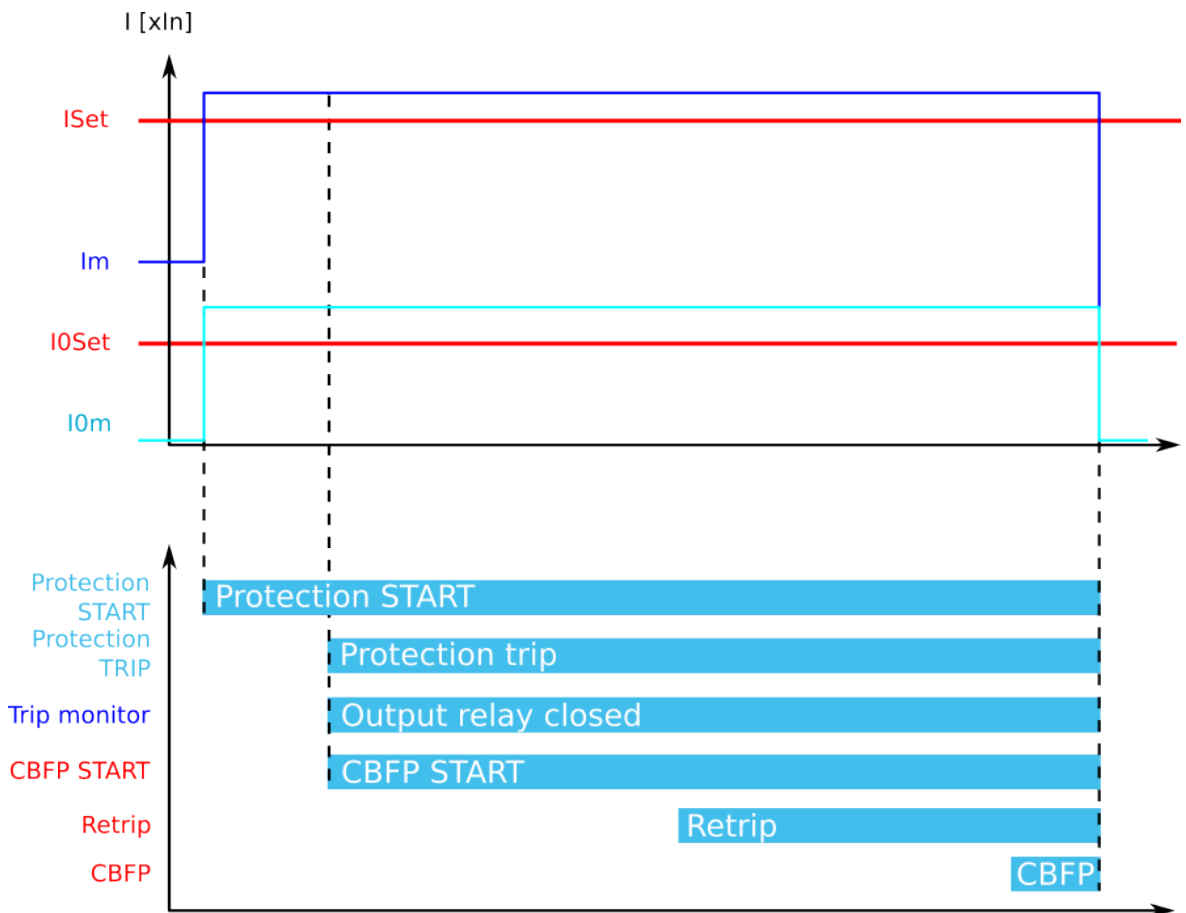 I [xIn]
ISet
Im
I0Set
I0m
Protection
START
Protection START
Protection
TRIP
Protection trip
Trip monitor
Output relay closed
CBFP START
CBFP START
Retrip
Retrip
CBFP
CBFP